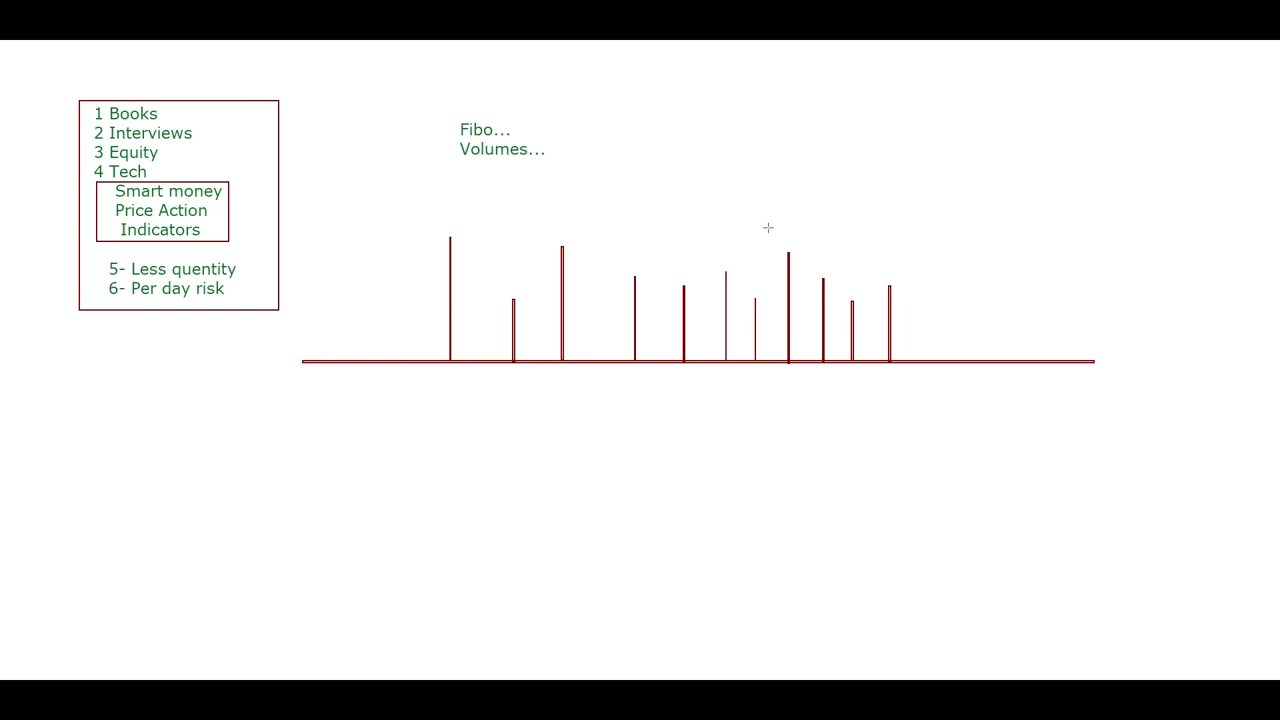 1 Books
2 Interviews
3 Equity
4 Tech
Smart money
Price Action
Indicators
5- Less quentity
6- Per day risk
Fibo...
Volumes...